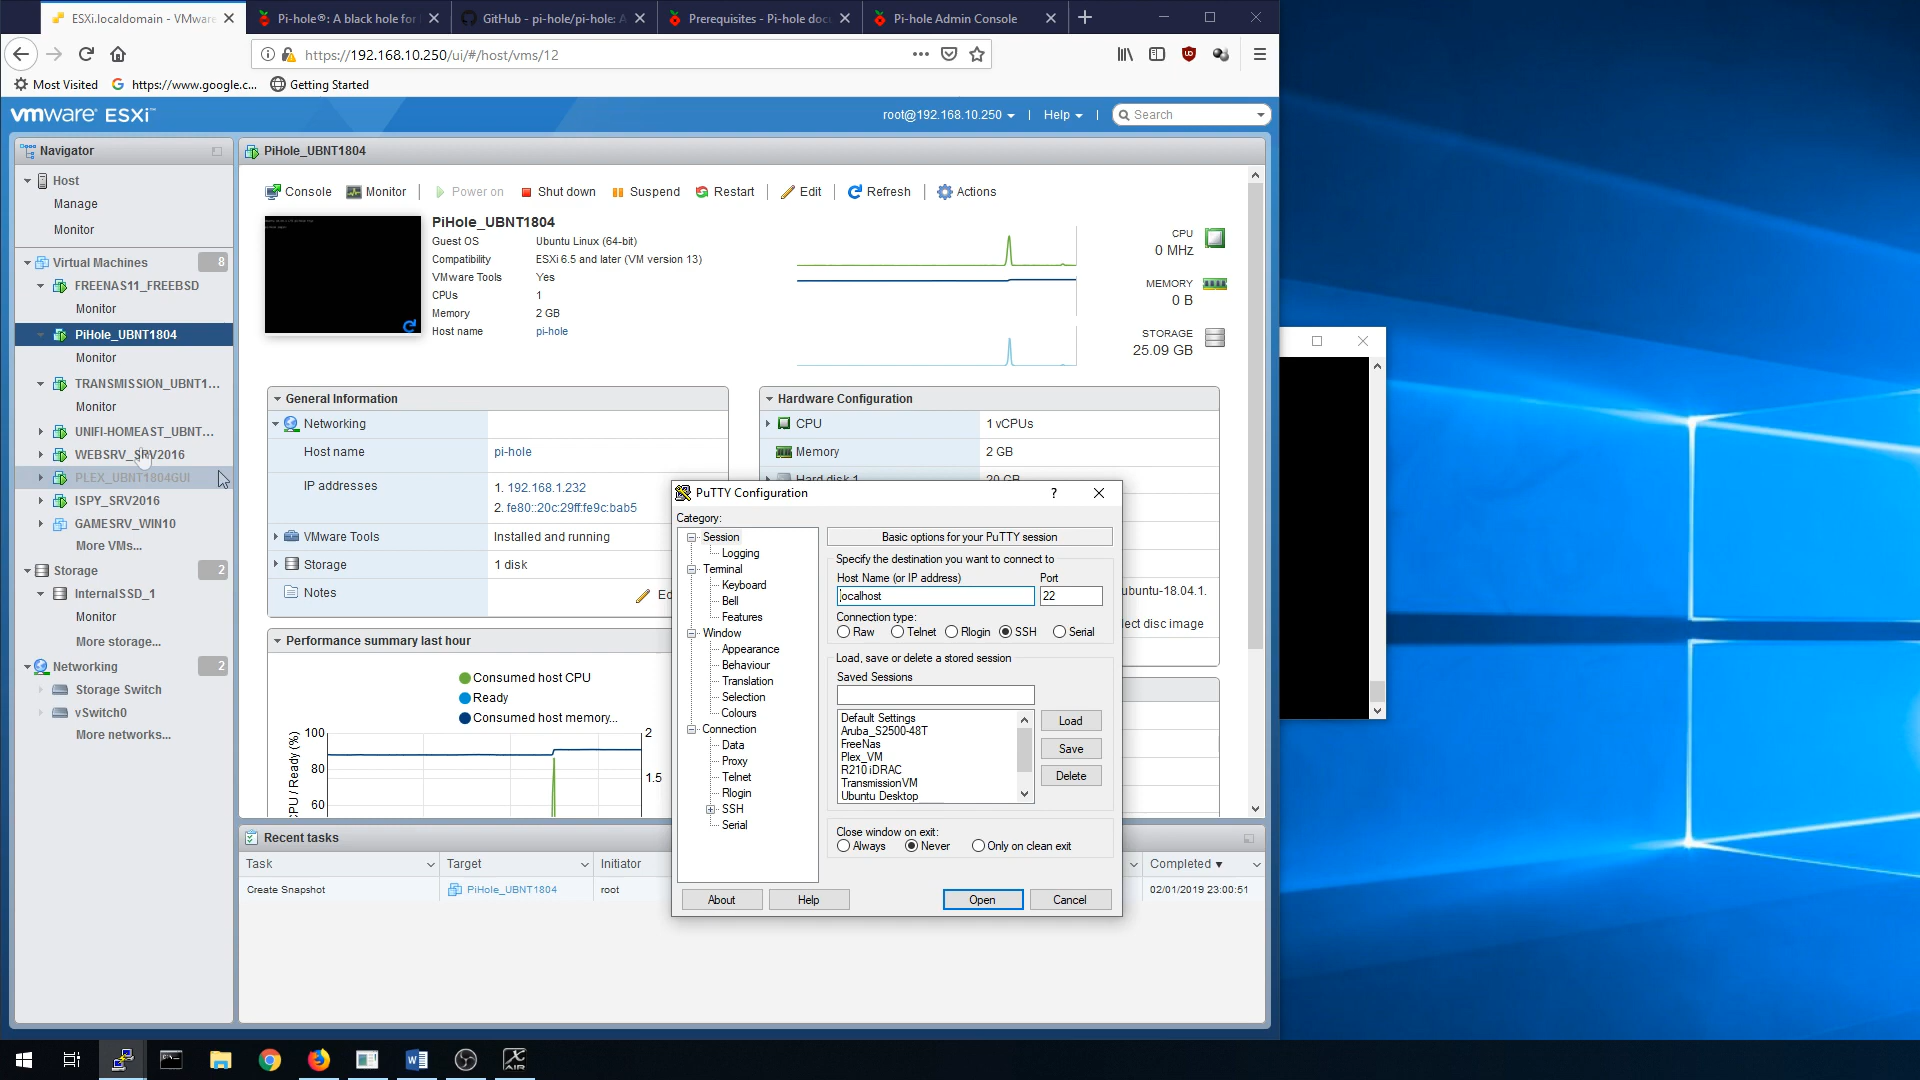 ESXi.localdomain - VMware
Pi-hole®: A black hole for
GitHub - pi-hole/pi-hole: A
Prerequisites - Pi-hole doc
Pi-hole Admin Console
https://192.168.10.250/ui/#/host/vms/12
Most Visited
https://www.google.c...
Getting Started
vmware ESXi™
root@192.168.10.250
Help
Search
Navigator
Host
Manage
Monitor
Virtual Machines
8
FREENAS11_FREEBSD
Monitor
PiHole_UBNT1804
Monitor
TRANSMISSION_UBNT1...
Monitor
UNIFI-HOMEAST_UBNT...
WEBSRV_SRV2016
PLEX_UBNT1804GUI
ISPY_SRV2016
GAMESRV_WIN10
More VMs...
Storage
2
InternalSSD_1
Monitor
More storage...
Networking
2
Storage Switch
vSwitch0
More networks...
PiHole_UBNT1804
Console
Monitor
Power on
Shut down
Suspend
Restart
Edit
Refresh
Actions
PiHole_UBNT1804
Guest OS Ubuntu Linux (64-bit)
Compatibility ESXi 6.5 and later (VM version 13)
VMware Tools Yes
CPUs 1
Memory 2 GB
Host name pi-hole
CPU
0 MHz
MEMORY
0 B
STORAGE
25.09 GB
General Information
Networking
Host name pi-hole
IP addresses 1. 192.168.1.232
2. fe80::20c:29ff:fe9c:bab5
VMware Tools Installed and running
Storage 1 disk
Notes
Ed
Hardware Configuration
CPU 1 vCPUs
Memory 2 GB
Hard disk 1 20 GB
ubuntu-18.04.1.
lect disc image
Performance summary last hour
Consumed host CPU
Ready
Consumed host memory...
CPU / Ready (%)
100
80
60
2
1.5
PuTTY Configuration
?
Category:
Session
Logging
Terminal
Keyboard
Bell
Features
Window
Appearance
Behaviour
Translation
Selection
Colours
Connection
Data
Proxy
Telnet
Rlogin
SSH
Serial
Basic options for your PuTTY session
Specify the destination you want to connect to
Host Name (or IP address) Port
localhost 22
Connection type:
Raw Telnet Rlogin SSH Serial
Load, save or delete a stored session
Saved Sessions
Default Settings
Aruba_S2500-48T
FreeNas
Plex_VM
R210 iDRAC
TransmissionVM
Ubuntu Desktop
Load
Save
Delete
Close window on exit:
Always Never Only on clean exit
About
Help
Open
Cancel
Recent tasks
Task Target Initiator Completed
Create Snapshot PiHole_UBNT1804 root 02/01/2019 23:00:51
AIR